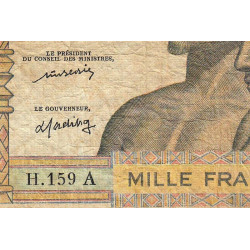 LE PRÉSIDENT
DU CONSEIL DES MINISTRES,
LE GOUVERNEUR,
H.159 A
MILLE FRA